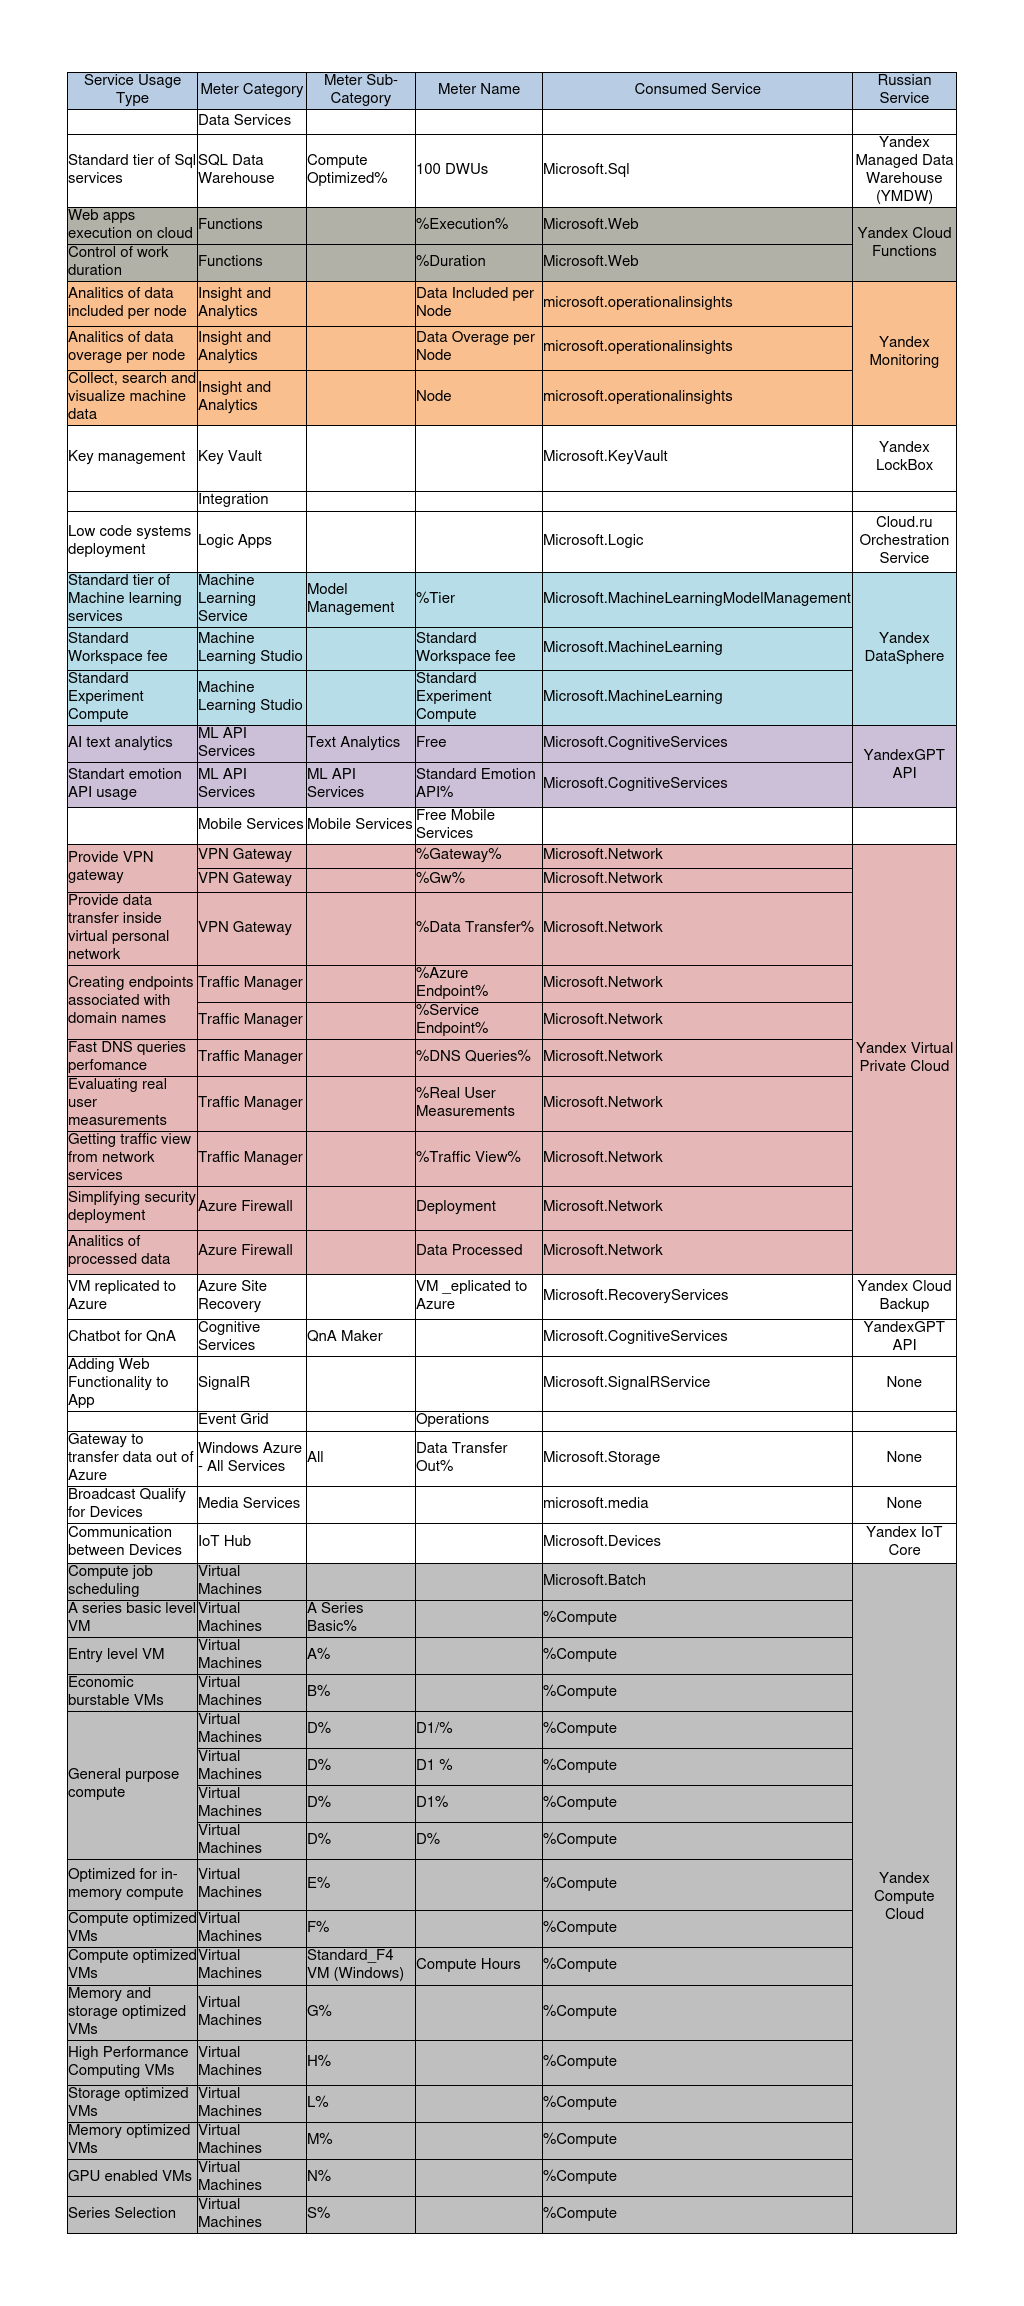 Service Usage
Type
Meter Category
Meter Sub-
Category
Meter Name
Consumed Service
Russian
Service
Data Services
Standard tier of Sql
services
SQL Data
Warehouse
Compute
Optimized%
100 DWUs
Microsoft.Sql
Yandex
Managed Data
Warehouse
(YMDW)
Web apps
execution on cloud
Functions
%Execution%
Microsoft.Web
Yandex Cloud
Functions
Control of work
duration
Functions
%Duration
Microsoft.Web
Analitics of data
included per node
Insight and
Analytics
Data Included per
Node
microsoft.operationalinsights
Yandex
Monitoring
Analitics of data
overage per node
Insight and
Analytics
Data Overage per
Node
microsoft.operationalinsights
Collect, search and
visualize machine
data
Insight and
Analytics
Node
microsoft.operationalinsights
Key management
Key Vault
Microsoft.KeyVault
Yandex
LockBox
Integration
Low code systems
deployment
Logic Apps
Microsoft.Logic
Cloud.ru
Orchestration
Service
Standard tier of
Machine learning
services
Machine
Learning
Service
Model
Management
%Tier
Microsoft.MachineLearningModelManagement
Yandex
DataSphere
Standard
Workspace fee
Machine
Learning Studio
Standard
Workspace fee
Microsoft.MachineLearning
Standard
Experiment
Compute
Machine
Learning Studio
Standard
Experiment
Compute
Microsoft.MachineLearning
AI text analytics
ML API
Services
Text Analytics
Free
Microsoft.CognitiveServices
YandexGPT
API
Standart emotion
API usage
ML API
Services
ML API
Services
Standard Emotion
API%
Microsoft.CognitiveServices
Mobile Services
Mobile Services
Free Mobile
Services
Provide VPN
gateway
VPN Gateway
%Gateway%
Microsoft.Network
Yandex Virtual
Private Cloud
VPN Gateway
%Gw%
Microsoft.Network
Provide data
transfer inside
virtual personal
network
VPN Gateway
%Data Transfer%
Microsoft.Network
Creating endpoints
associated with
domain names
Traffic Manager
%Azure
Endpoint%
Microsoft.Network
Traffic Manager
%Service
Endpoint%
Microsoft.Network
Fast DNS queries
perfomance
Traffic Manager
%DNS Queries%
Microsoft.Network
Evaluating real
user
measurements
Traffic Manager
%Real User
Measurements
Microsoft.Network
Getting traffic view
from network
services
Traffic Manager
%Traffic View%
Microsoft.Network
Simplifying security
deployment
Azure Firewall
Deployment
Microsoft.Network
Analitics of
processed data
Azure Firewall
Data Processed
Microsoft.Network
VM replicated to
Azure
Azure Site
Recovery
VM _eplicated to
Azure
Microsoft.RecoveryServices
Yandex Cloud
Backup
Chatbot for QnA
Cognitive
Services
QnA Maker
Microsoft.CognitiveServices
YandexGPT
API
Adding Web
Functionality to
App
SignalR
Microsoft.SignalRService
None
Event Grid
Operations
Gateway to
transfer data out of
Azure
Windows Azure
- All Services
All
Data Transfer
Out%
Microsoft.Storage
None
Broadcast Qualify
for Devices
Media Services
microsoft.media
None
Communication
between Devices
IoT Hub
Microsoft.Devices
Yandex IoT
Core
Compute job
scheduling
Virtual
Machines
Microsoft.Batch
Yandex
Compute
Cloud
A series basic level
VM
Virtual
Machines
A Series
Basic%
%Compute
Entry level VM
Virtual
Machines
A%
%Compute
Economic
burstable VMs
Virtual
Machines
B%
%Compute
General purpose
compute
Virtual
Machines
D%
D1/%
%Compute
Virtual
Machines
D%
D1 %
%Compute
Virtual
Machines
D%
D1%
%Compute
Virtual
Machines
D%
D%
%Compute
Optimized for in-
memory compute
Virtual
Machines
E%
%Compute
Compute optimized
VMs
Virtual
Machines
F%
%Compute
Compute optimized
VMs
Virtual
Machines
Standard_F4
VM (Windows)
Compute Hours
%Compute
Memory and
storage optimized
VMs
Virtual
Machines
G%
%Compute
High Performance
Computing VMs
Virtual
Machines
H%
%Compute
Storage optimized
VMs
Virtual
Machines
L%
%Compute
Memory optimized
VMs
Virtual
Machines
M%
%Compute
GPU enabled VMs
Virtual
Machines
N%
%Compute
Series Selection
Virtual
Machines
S%
%Compute